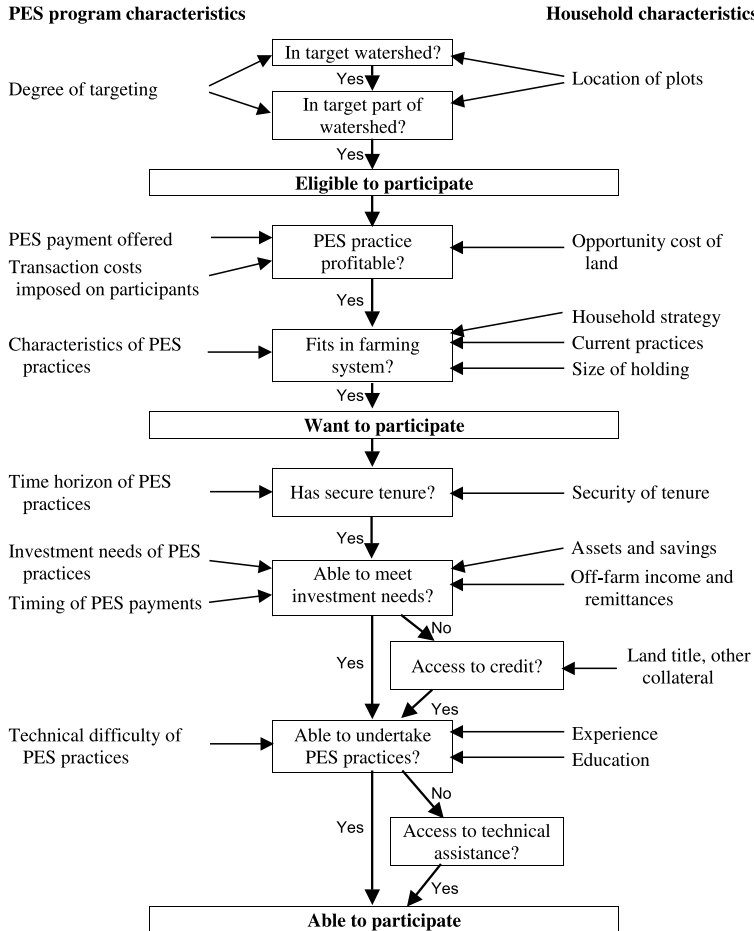 PES program characteristics
Household characteristics
In target watershed?
Yes
Degree of targeting
Location of plots
In target part of
watershed?
Yes
Eligible to participate
PES payment offered
Transaction costs
imposed on participants
PES practice
profitable?
Opportunity cost of
land
Yes
Characteristics of PES
practices
Fits in farming
system?
Household strategy
Current practices
Size of holding
Yes
Want to participate
Time horizon of PES
practices
Has secure tenure?
Security of tenure
Yes
Investment needs of PES
practices
Timing of PES payments
Able to meet
investment needs?
Assets and savings
Off-farm income and
remittances
No
Yes
Access to credit?
Land title, other
collateral
Yes
Technical difficulty of
PES practices
Able to undertake
PES practices?
Experience
Education
No
Yes
Access to technical
assistance?
Yes
Able to participate